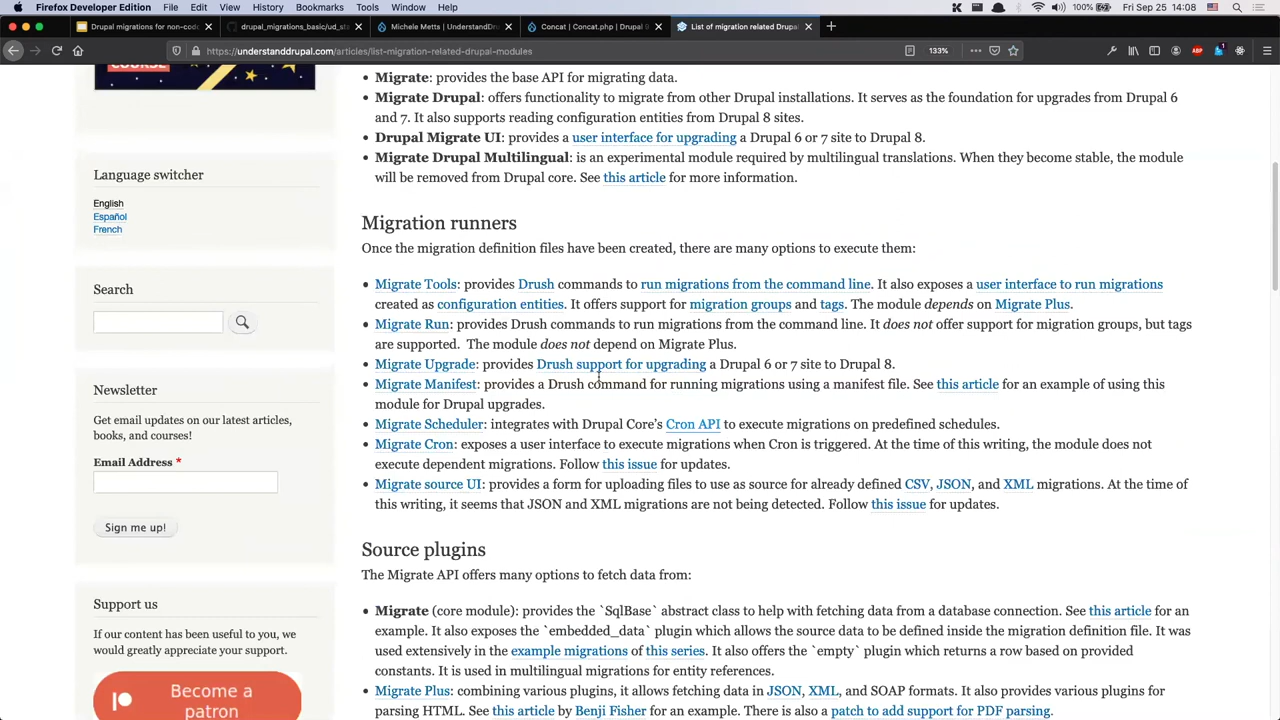 Firefox Developer Edition File Edit View History Bookmarks Tools Window Help 100% Fri Sep 25 14:08
Drupal migrations for non-cod drupal_migrations_basic/ud_st Michele Metts | UnderstandDru Concat | Concat.php | Drupal 9 List of migration related Drupal
https://understanddrupal.com/articles/list-migration-related-drupal-modules 133%
COURSE
Language switcher
English
Español
French
Search
Newsletter
Get email updates on our latest articles,
books, and courses!
Email Address *
Sign me up!
Support us
If our content has been useful to you, we
would greatly appreciate your support.
Become a
patron
• Migrate: provides the base API for migrating data.
• Migrate Drupal: offers functionality to migrate from other Drupal installations. It serves as the foundation for upgrades from Drupal 6
and 7. It also supports reading configuration entities from Drupal 8 sites.
• Drupal Migrate UI: provides a user interface for upgrading a Drupal 6 or 7 site to Drupal 8.
• Migrate Drupal Multilingual: is an experimental module required by multilingual translations. When they become stable, the module
will be removed from Drupal core. See this article for more information.
Migration runners
Once the migration definition files have been created, there are many options to execute them:
• Migrate Tools: provides Drush commands to run migrations from the command line. It also exposes a user interface to run migrations
created as configuration entities. It offers support for migration groups and tags. The module depends on Migrate Plus.
• Migrate Run: provides Drush commands to run migrations from the command line. It does not offer support for migration groups, but tags
are supported. The module does not depend on Migrate Plus.
• Migrate Upgrade: provides Drush support for upgrading a Drupal 6 or 7 site to Drupal 8.
• Migrate Manifest: provides a Drush command for running migrations using a manifest file. See this article for an example of using this
module for Drupal upgrades.
• Migrate Scheduler: integrates with Drupal Core's Cron API to execute migrations on predefined schedules.
• Migrate Cron: exposes a user interface to execute migrations when Cron is triggered. At the time of this writing, the module does not
execute dependent migrations. Follow this issue for updates.
• Migrate source UI: provides a form for uploading files to use as source for already defined CSV, JSON, and XML migrations. At the time of
this writing, it seems that JSON and XML migrations are not being detected. Follow this issue for updates.
Source plugins
The Migrate API offers many options to fetch data from:
• Migrate (core module): provides the `SqlBase` abstract class to help with fetching data from a database connection. See this article for an
example. It also exposes the `embedded_data` plugin which allows the source data to be defined inside the migration definition file. It was
used extensively in the example migrations of this series. It also offers the `empty` plugin which returns a row based on provided
constants. It is used in multilingual migrations for entity references.
• Migrate Plus: combining various plugins, it allows fetching data in JSON, XML, and SOAP formats. It also provides various plugins for
parsing HTML. See this article by Benji Fisher for an example. There is also a patch to add support for PDF parsing.